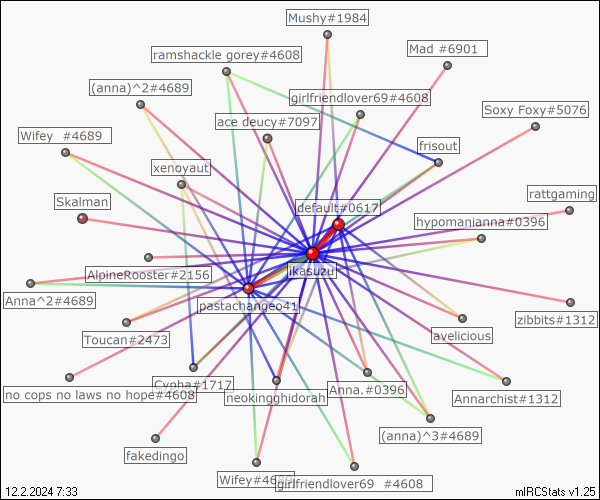 Mushy#1984
Mad #6901
ramshackle gorey#4608
(anna)^2#4689
girlfriendlover69#4608
Soxy Foxy#5076
ace deucy#7097
Wifey  #4689
frisout
xenoyaut
Skalman
rattgaming
default#0617
hypomanianna#0396
AlpineRooster#2156
ikasuzu
Anna^2#4689
pastachangeo41
zibbits#1312
Toucan#2473
avelicious
Cypha#1717
Anna.#0396
no cops no laws no hope#4608
neokingghidorah
Annarchist#1312
(anna)^3#4689
fakedingo
Wifey#4689
girlfriendlover69  #4608
12.2.2024 7:33
mIRCStats v1.25